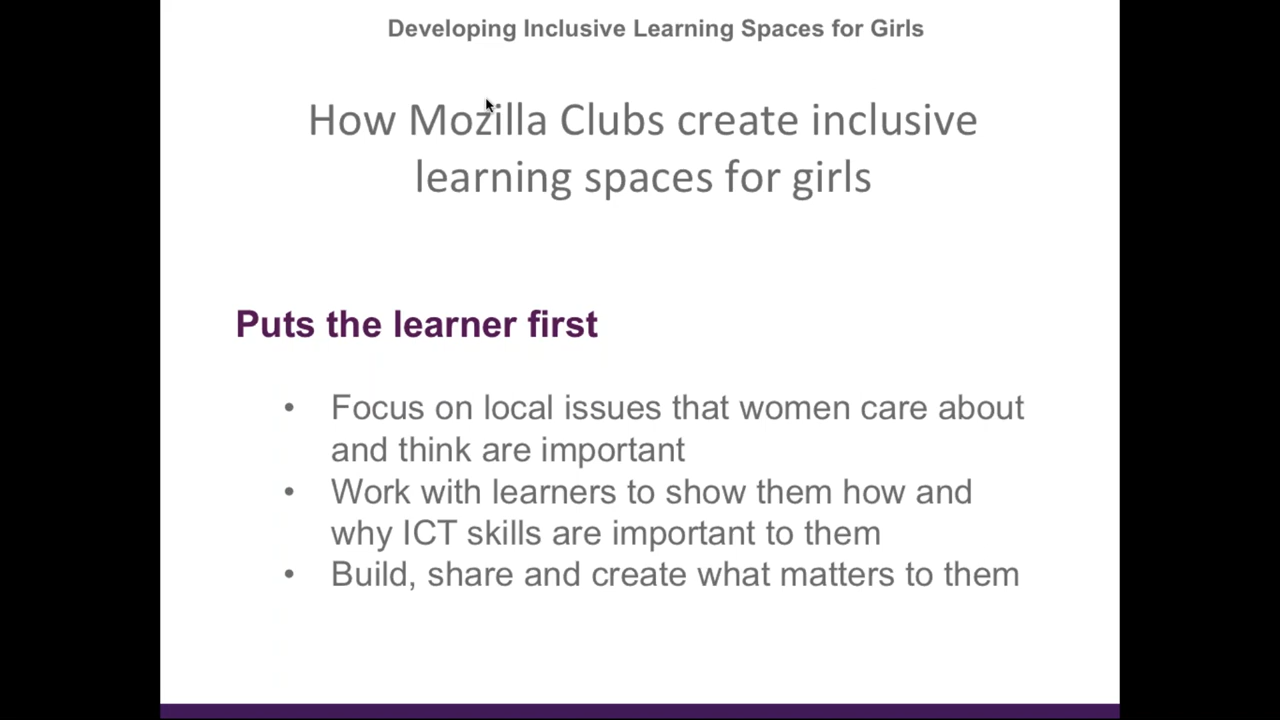 Developing Inclusive Learning Spaces for Girls
How Mozilla Clubs create inclusive
learning spaces for girls
Puts the learner first
• Focus on local issues that women care about
and think are important
• Work with learners to show them how and
why ICT skills are important to them
• Build, share and create what matters to them